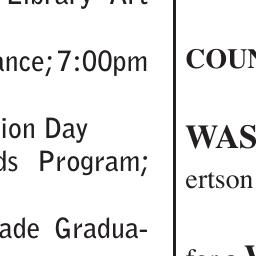 Library Art
ance; 7:00pm
ion Day
ds Program;
ade Gradua-
COUN
WAS
ertson
for a W